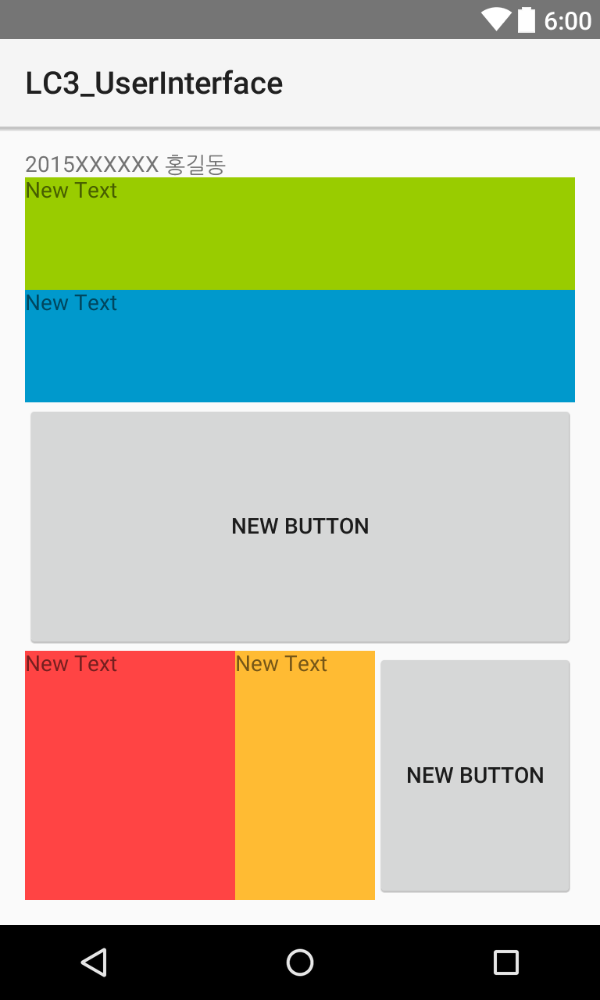 6:00
LC3_UserInterface
2015XXXXXX 홍길동
New Text
New Text
NEW BUTTON
New Text New Text
NEW BUTTON